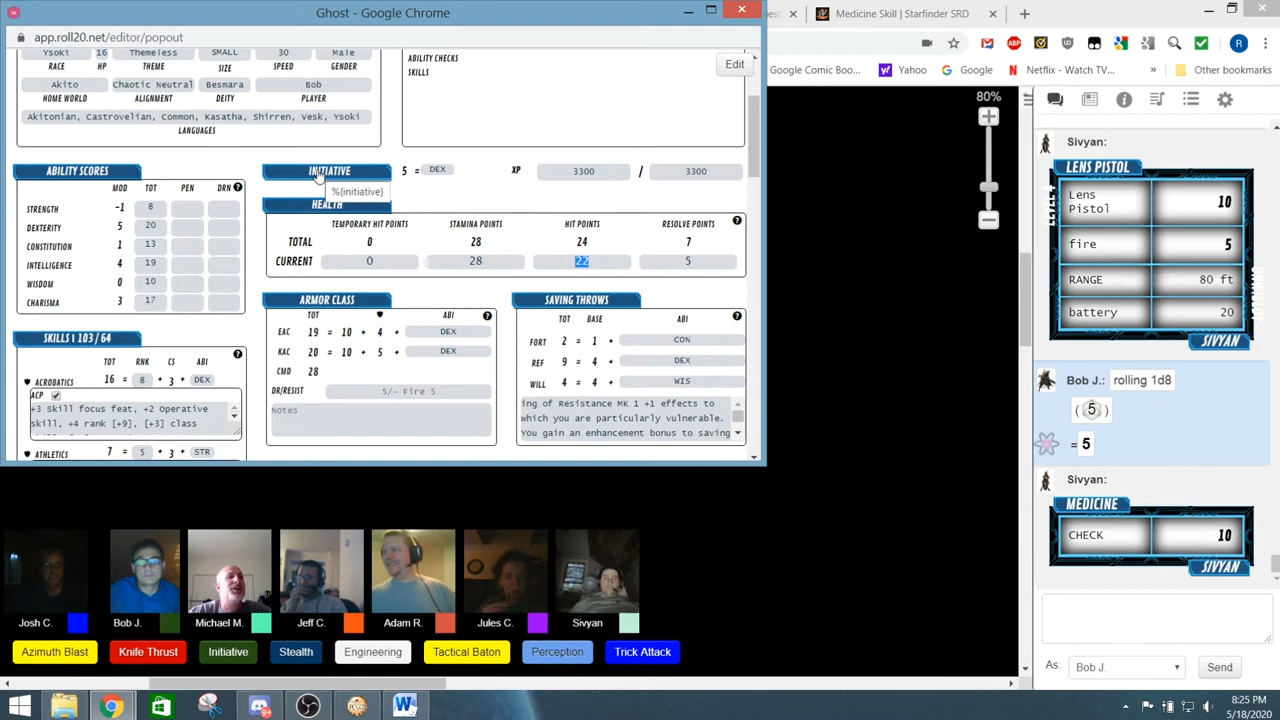 Ghost - Google Chrome
app.roll20.net/editor/popout
Edit
Ysoki 16 Themeless SMALL 30 Male
RACE HP THEME SIZE SPEED GENDER
Akito Chaotic Neutral Besmara Bob
HOME WORLD ALIGNMENT DEITY PLAYER
Akitonian, Castrovelian, Common, Kasatha, Shirren, Vesk, Ysoki
LANGUAGES
ABILITY CHECKS
SKILLS
ABILITY SCORES
MOD TOT PEN DRN
STRENGTH -1 8
DEXTERITY 5 20
CONSTITUTION 1 13
INTELLIGENCE 4 19
WISDOM 0 10
CHARISMA 3 17
INITIATIVE 5 = DEX XP 3300 / 3300
%{initiative}
HEALTH
TEMPORARY HIT POINTS STAMINA POINTS HIT POINTS RESOLVE POINTS
TOTAL 0 28 24 7
CURRENT 0 28 22 5
ARMOR CLASS
TOT ABI
EAC 19 = 10 + 4 + DEX
KAC 20 = 10 + 5 + DEX
CMD 28
DR/RESIST 5/- Fire 5
Notes
SAVING THROWS
TOT BASE ABI
FORT 2 = 1 + CON
REF 9 = 4 + DEX
WILL 4 = 4 + WIS
ing of Resistance MK 1 +1 effects to
which you are particularly vulnerable.
You gain an enhancement bonus to saving
SKILLS | 103 / 64
TOT RNK CS ABI
ACROBATICS 16 = 8 + 3 + DEX
ACP
+3 Skill focus feat, +2 Operative
skill, +4 rank [+9], [+3] class
ATHLETICS 7 = 5 + 3 + STR
Medicine Skill | Starfinder SRD
Google Comic Boo...
Yahoo
Google
Netflix - Watch TV...
Other bookmarks
80%
Sivyan:
LENS PISTOL
Lens Pistol 10
fire 5
RANGE 80 ft
battery 20
SIVYAN
Bob J.: rolling 1d8
(5)
= 5
Sivyan:
MEDICINE
CHECK 10
SIVYAN
As: Bob J. Send
Josh C. Bob J. Michael M. Jeff C. Adam R. Jules C. Sivyan
Azimuth Blast Knife Thrust Initiative Stealth Engineering Tactical Baton Perception Trick Attack
8:25 PM
5/18/2020